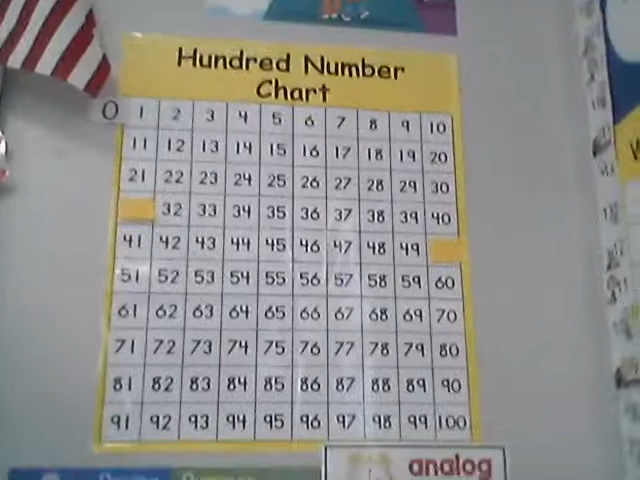 Hundred Number
Chart
0 1 2 3 4 5 6 7 8 9 10
11 12 13 14 15 16 17 18 19 20
21 22 23 24 25 26 27 28 29 30
32 33 34 35 36 37 38 39 40
41 42 43 44 45 46 47 48 49
51 52 53 54 55 56 57 58 59 60
61 62 63 64 65 66 67 68 69 70
71 72 73 74 75 76 77 78 79 80
81 82 83 84 85 86 87 88 89 90
91 92 93 94 95 96 97 98 99 100
analog